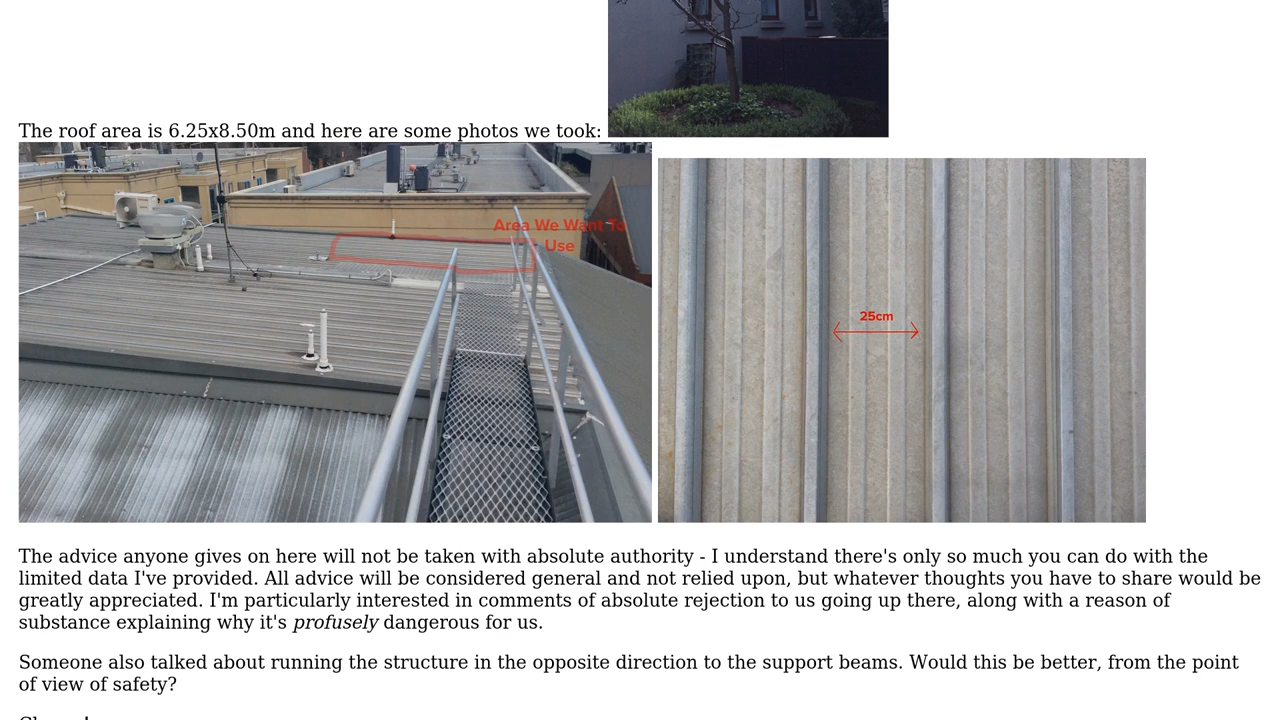 The roof area is 6.25x8.50m and here are some photos we took:
Area We Want To
Use
25cm
The advice anyone gives on here will not be taken with absolute authority - I understand there's only so much you can do with the
limited data I've provided. All advice will be considered general and not relied upon, but whatever thoughts you have to share would be
greatly appreciated. I'm particularly interested in comments of absolute rejection to us going up there, along with a reason of
substance explaining why it's profusely dangerous for us.
Someone also talked about running the structure in the opposite direction to the support beams. Would this be better, from the point
of view of safety?